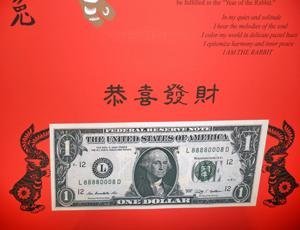 be fulfilled in the "Year of the Rabbit."
In my quiet and solitude
I hear the melodies of the soul
I color my world in delicate pastel hues
I epitomize harmony and inner peace
I AM THE RABBIT
兔
恭喜發財
FEDERAL RESERVE NOTE
THE UNITED STATES OF AMERICA
L 88880008 D
12
L
12
L 88880008 D
12
12
ONE DOLLAR
1
1
1
1